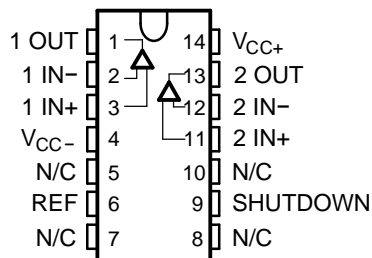 1 OUT 1 14 VCC+
1 IN− 2 13 2 OUT
1 IN+ 3 12 2 IN−
VCC− 4 11 2 IN+
N/C 5 10 N/C
REF 6 9 SHUTDOWN
N/C 7 8 N/C